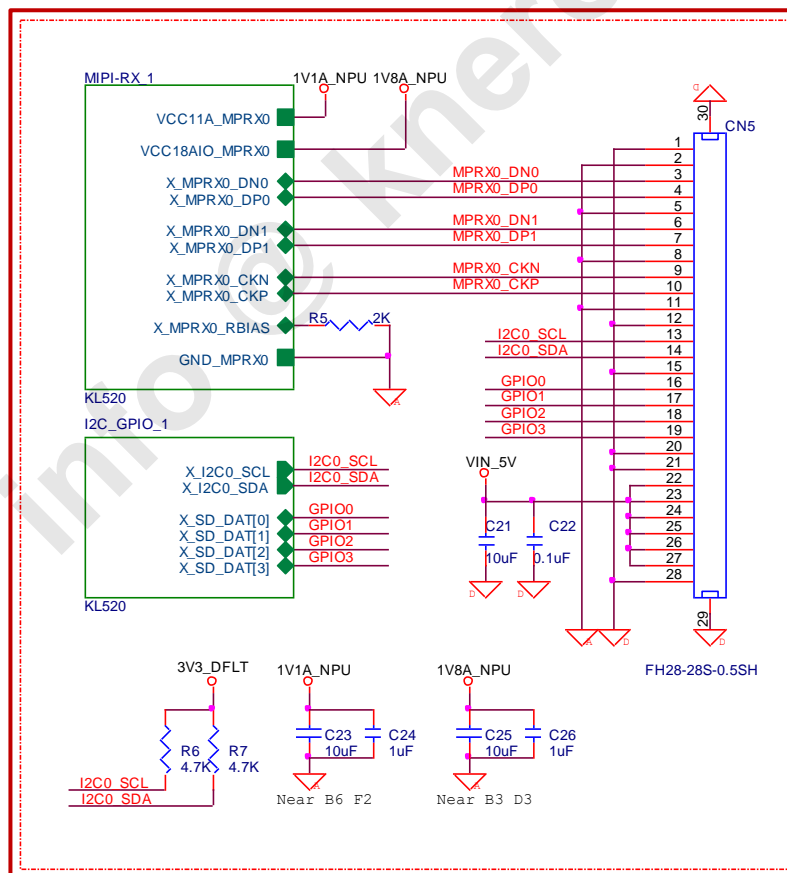 MIPI-RX_1
1V1A_NPU
1V8A_NPU
VCC11A_MPRX0
VCC18AIO_MPRX0
X_MPRX0_DN0
X_MPRX0_DP0
X_MPRX0_DN1
X_MPRX0_DP1
X_MPRX0_CKN
X_MPRX0_CKP
X_MPRX0_RBIAS
GND_MPRX0
R5
2K
A
KL520
MPRX0_DN0
MPRX0_DP0
MPRX0_DN1
MPRX0_DP1
MPRX0_CKN
MPRX0_CKP
I2C0_SCL
I2C0_SDA
GPIO0
GPIO1
GPIO2
GPIO3
D
30
CN5
1
2
3
4
5
6
7
8
9
10
11
12
13
14
15
16
17
18
19
20
21
22
23
24
25
26
27
28
29
A
D
D
FH28-28S-0.5SH
I2C_GPIO_1
X_I2C0_SCL
X_I2C0_SDA
X_SD_DAT[0]
X_SD_DAT[1]
X_SD_DAT[2]
X_SD_DAT[3]
I2C0_SCL
I2C0_SDA
GPIO0
GPIO1
GPIO2
GPIO3
KL520
VIN_5V
C21
10uF
C22
0.1uF
D
D
3V3_DFLT
R6
4.7K
R7
4.7K
I2C0_SCL
I2C0_SDA
1V1A_NPU
C23
10uF
C24
1uF
A
Near B6 F2
1V8A_NPU
C25
10uF
C26
1uF
A
Near B3 D3
info @ kner